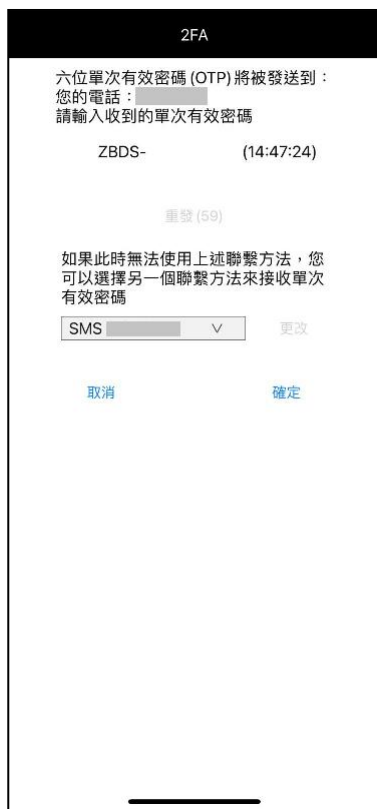 2FA
六位單次有效密碼 (OTP) 將被發送到：
您的電話：
請輸入收到的單次有效密碼
ZBDS- (14:47:24)
重發 (59)
如果此時無法使用上述聯繫方法，您
可以選擇另一個聯繫方法來接收單次
有效密碼
SMS
更改
取消 確定